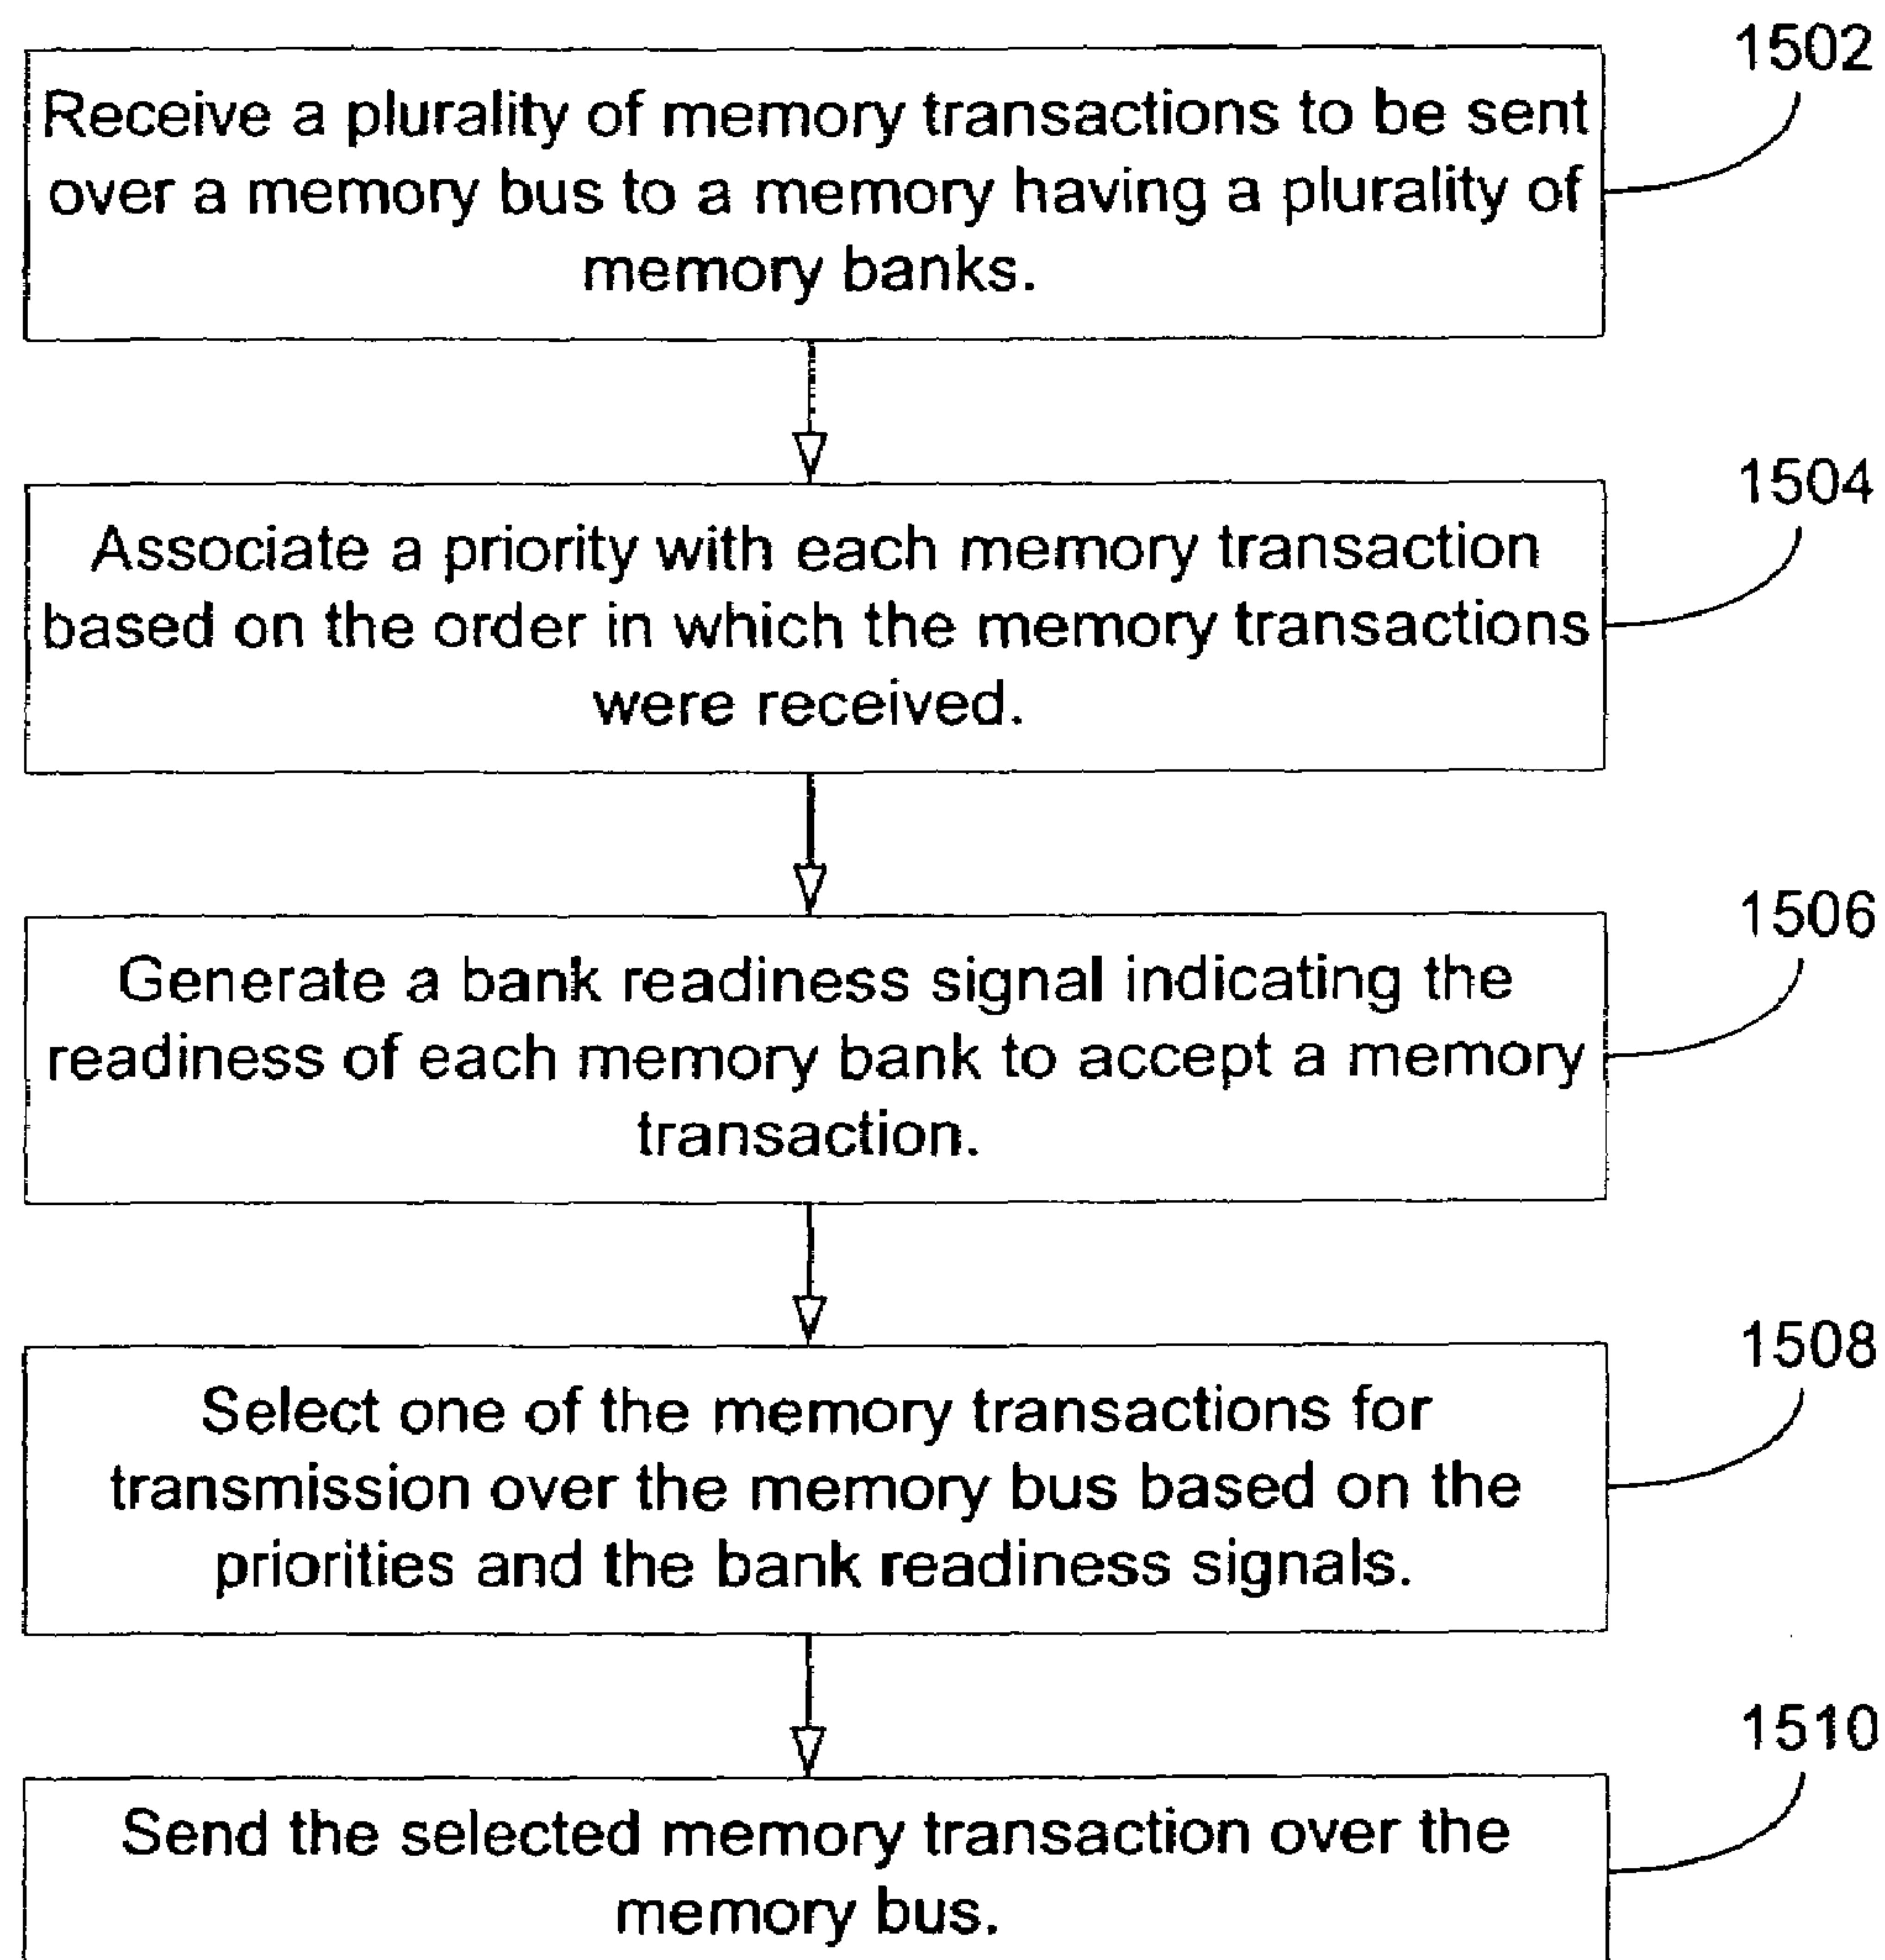 1502
Receive a plurality of memory transactions to be sent
over a memory bus to a memory having a plurality of
memory banks.
1504
Associate a priority with each memory transaction
based on the order in which the memory transactions
were received.
1506
Generate a bank readiness signal indicating the
readiness of each memory bank to accept a memory
transaction.
1508
Select one of the memory transactions for
transmission over the memory bus based on the
priorities and the bank readiness signals.
1510
Send the selected memory transaction over the
memory bus.